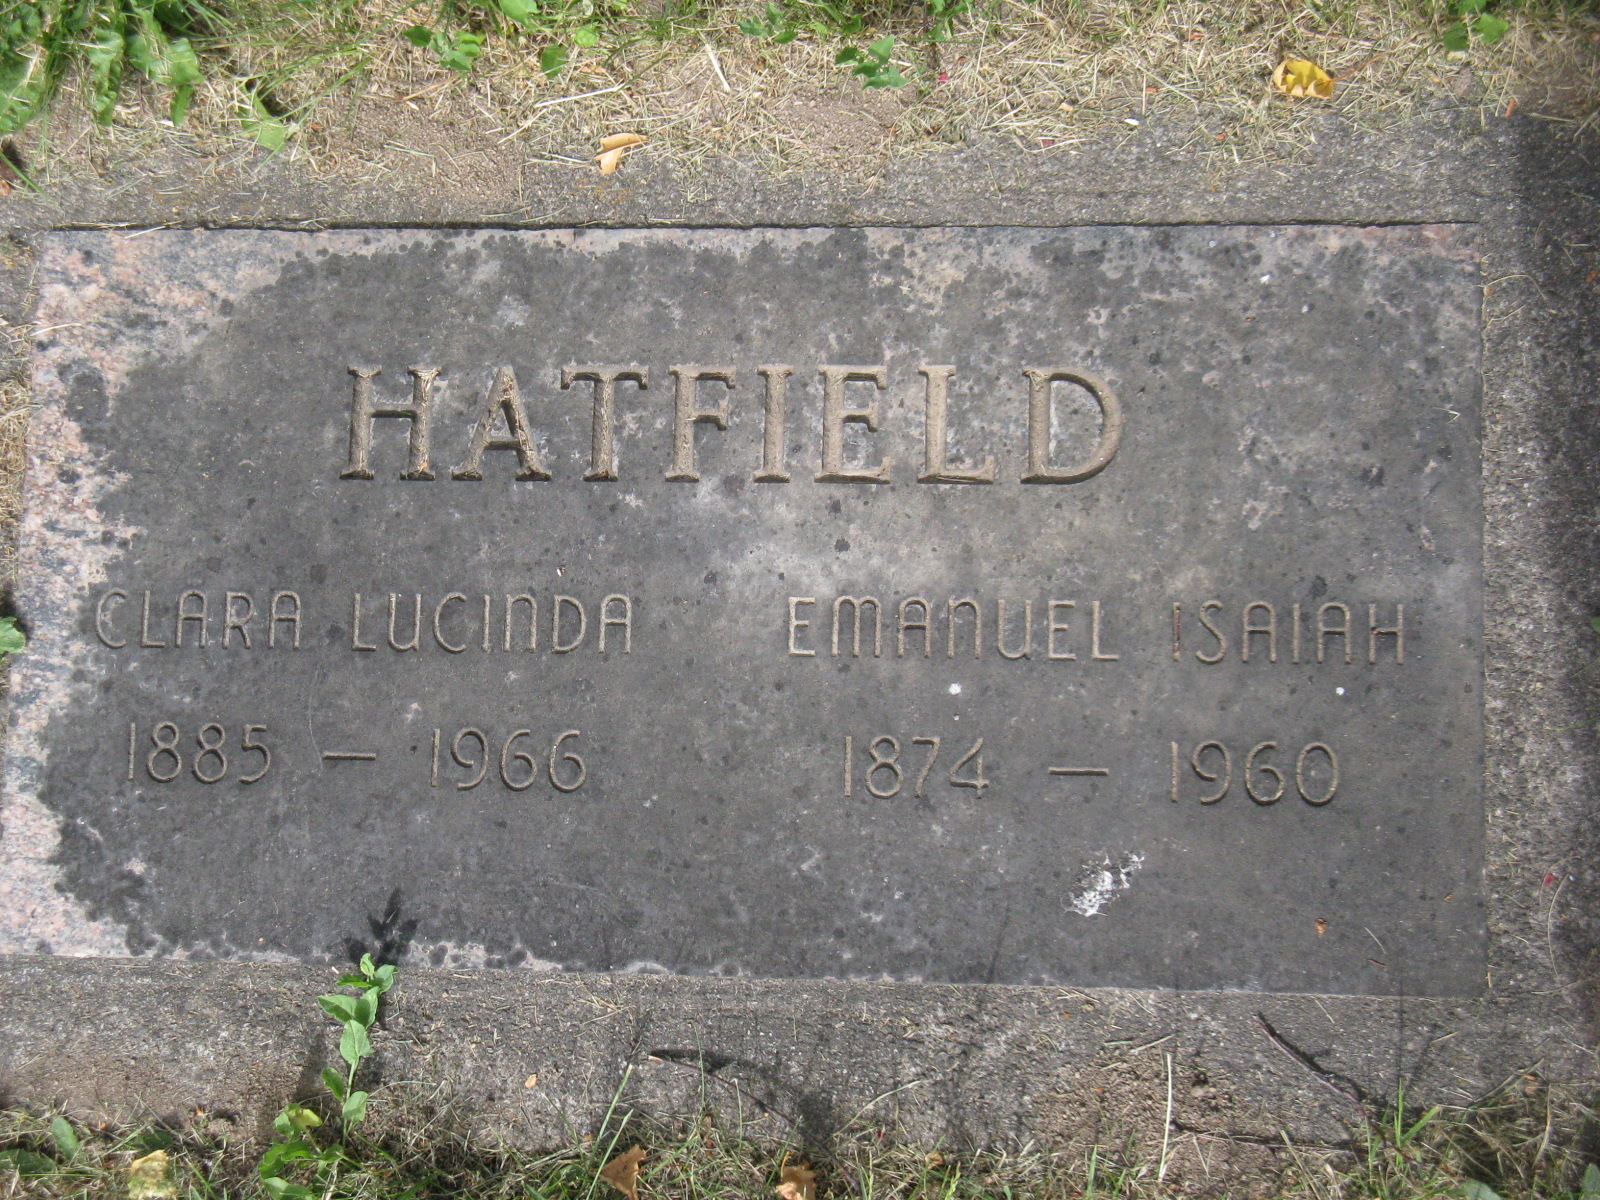 HATFIELD
CLARA LUCINDA EMANUEL ISAIAH
1885 — 1966 1874 — 1960